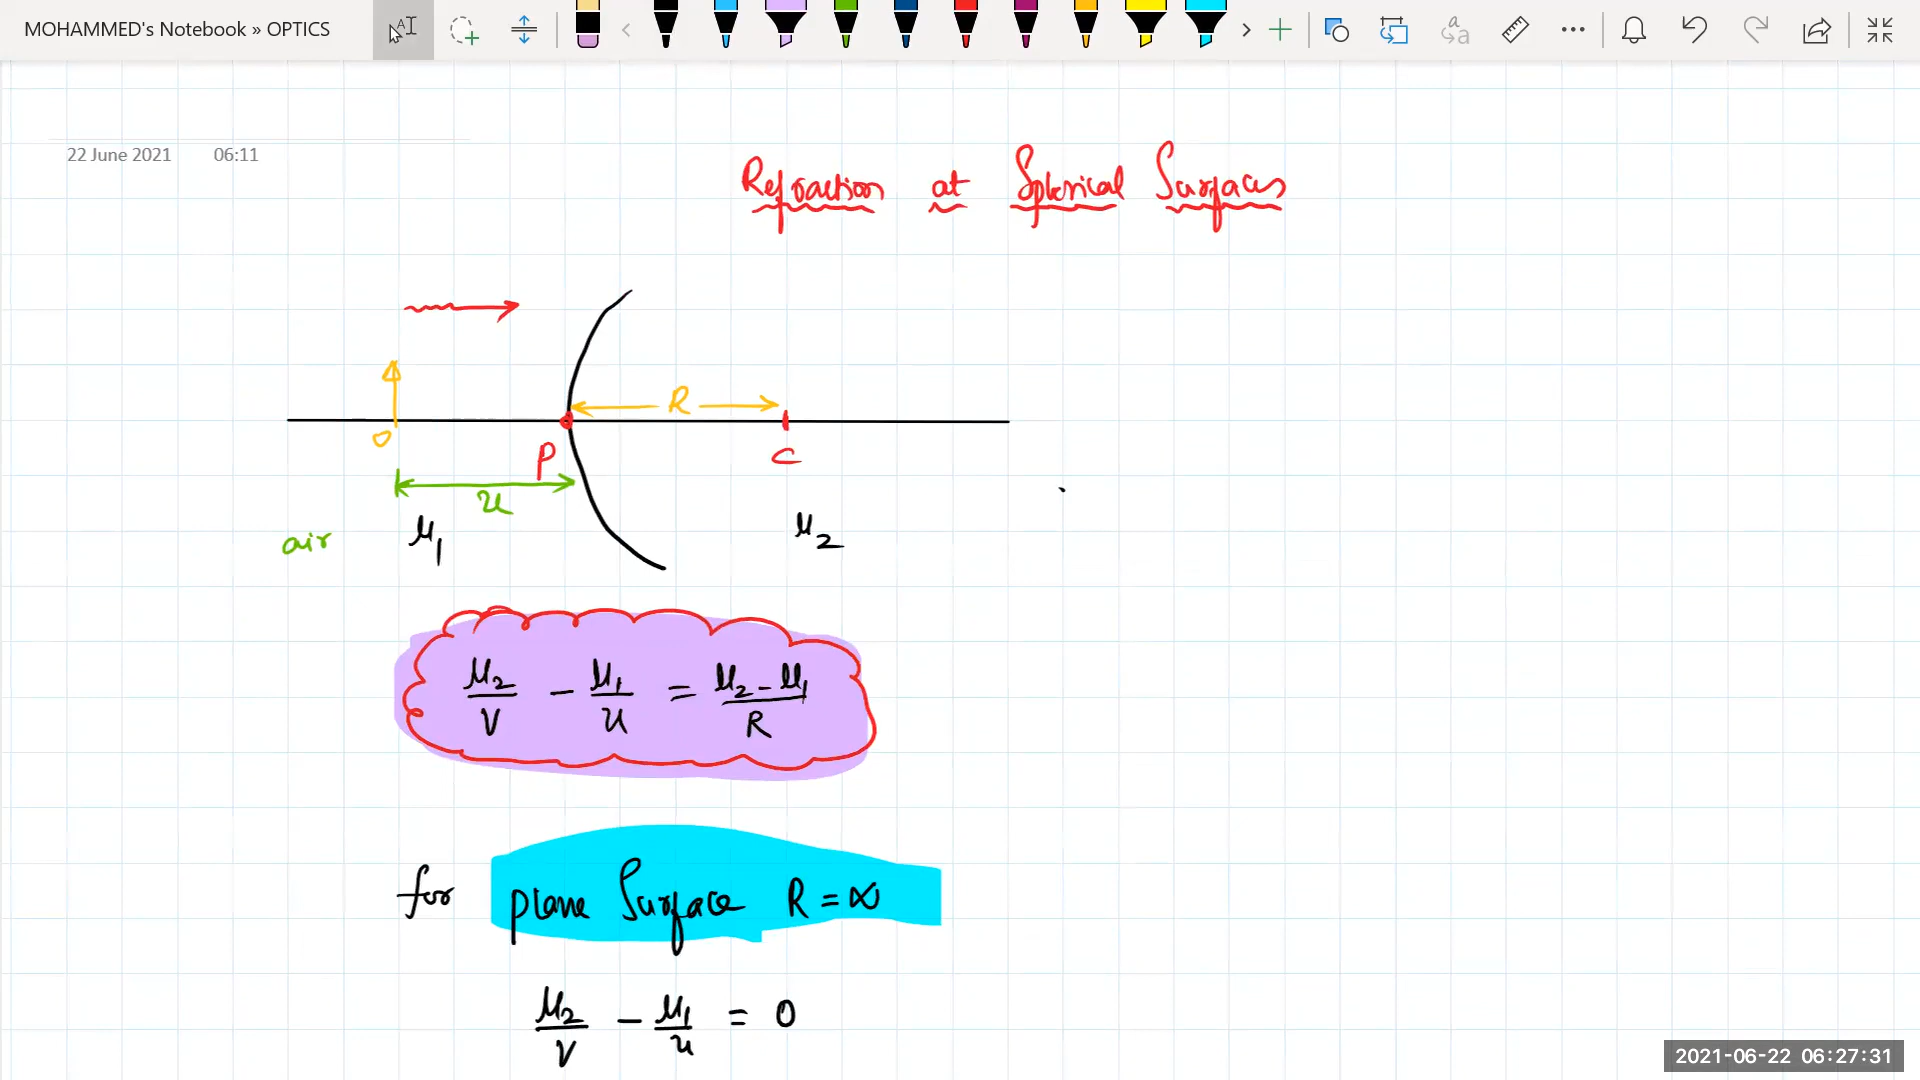 MOHAMMED's Notebook » OPTICS
22 June 2021 06:11
Refraction at Spherical Surfaces
R
O
P
C
u
air μ1 μ2
μ2/V - μ1/u = μ2 - μ1/R
for plane Surface R = ∞
μ2/V - μ1/u = 0
2021-06-22 06:27:31